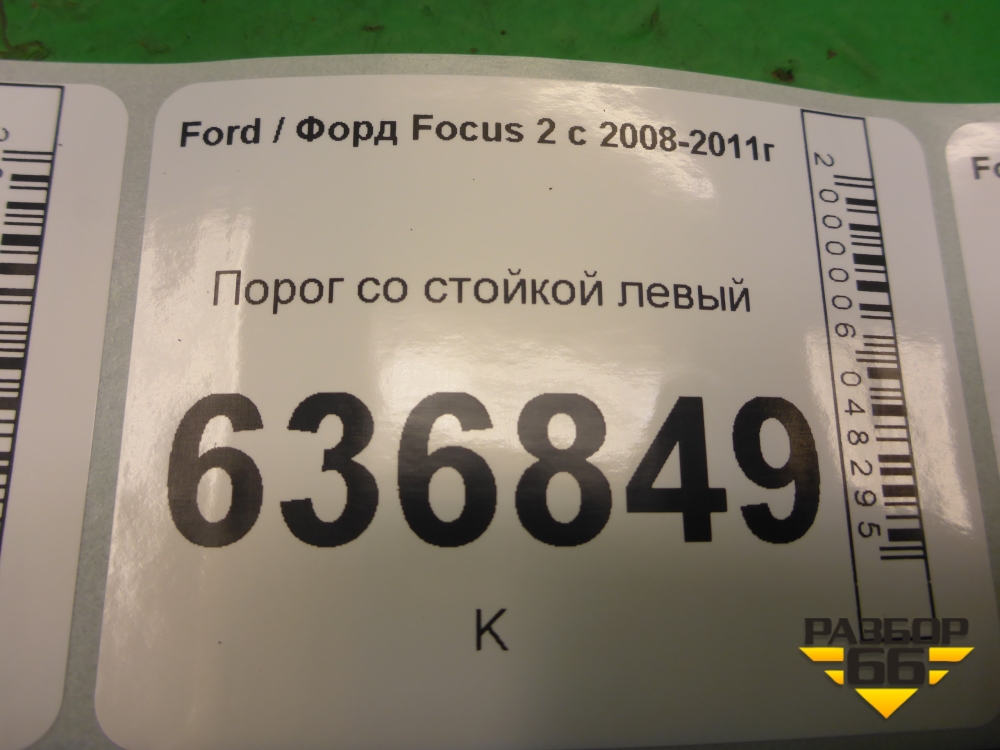 Ford / Форд Focus 2 с 2008-2011г
Порог со стойкой левый
636849
К
2000006048295
РАЗБОР
66